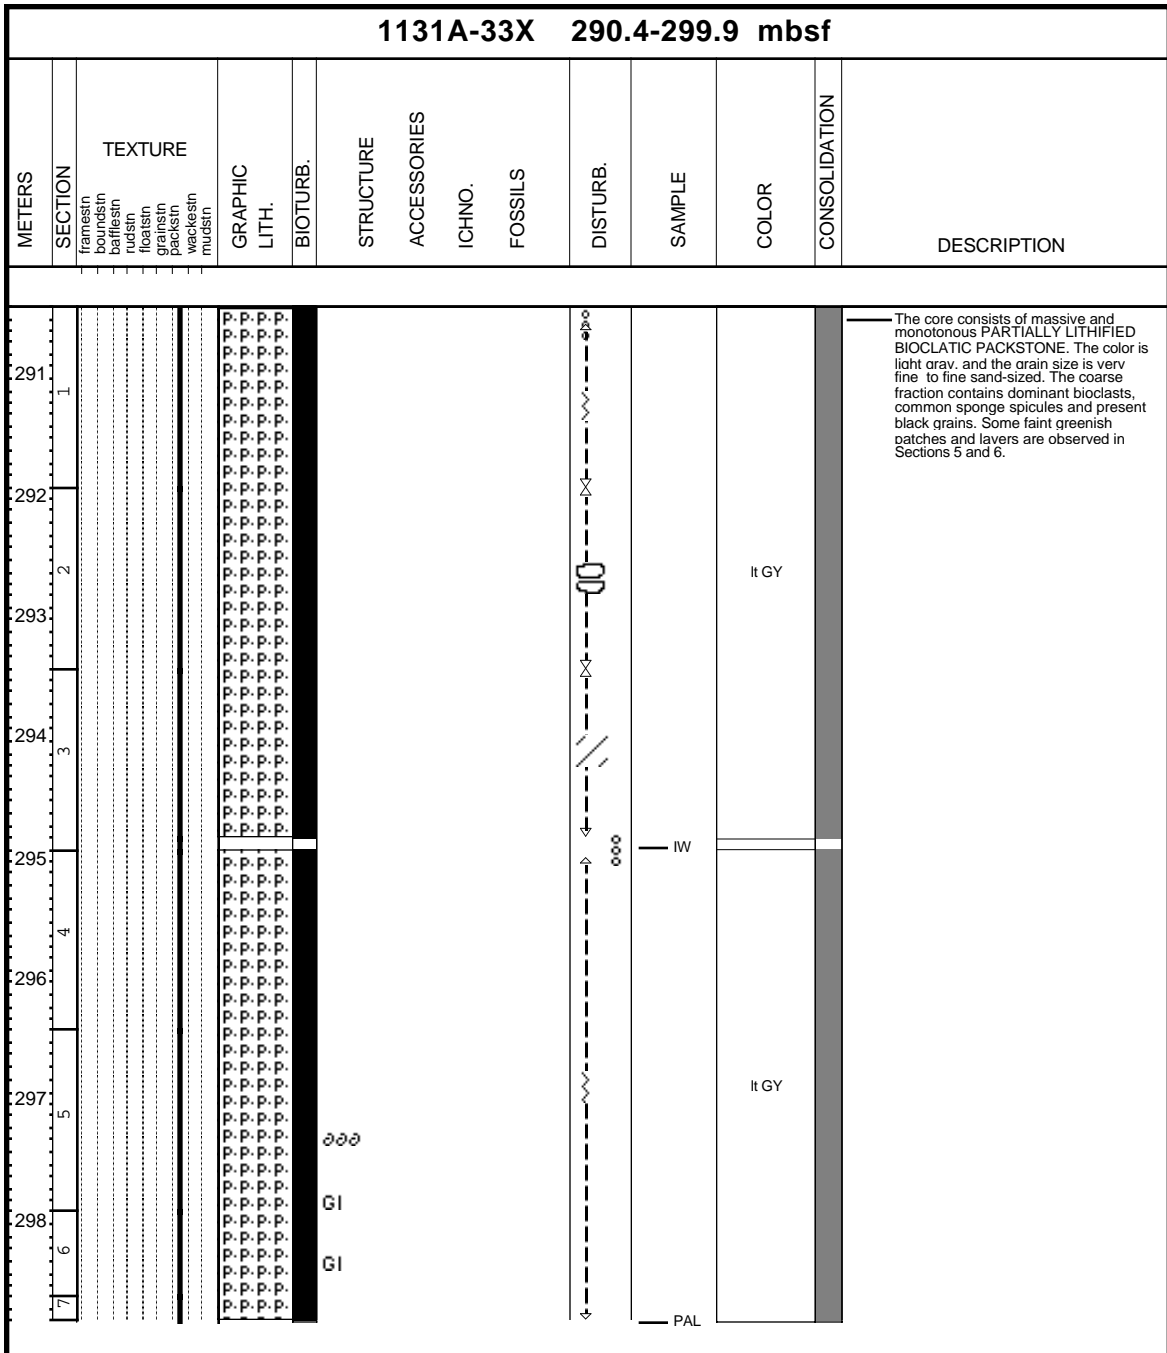 1131A-33X 290.4-299.9 mbsf
METERS
SECTION
TEXTURE
framestn
boundstn
bafflestn
rudstn
floatstn
grainstn
packstn
wackestn
mudstn
GRAPHIC
LITH.
BIOTURB.
STRUCTURE
ACCESSORIES
ICHNO.
FOSSILS
DISTURB.
SAMPLE
COLOR
CONSOLIDATION
DESCRIPTION
The core consists of massive and
monotonous PARTIALLY LITHIFIED
BIOCLATIC PACKSTONE. The color is
light gray, and the grain size is very
fine to fine sand-sized. The coarse
fraction contains dominant bioclasts,
common sponge spicules and present
black grains. Some faint greenish
patches and layers are observed in
Sections 5 and 6.
291
1
292
2
lt GY
293
294
3
IW
295
4
296
297
lt GY
5
Gl
298
6
Gl
7
PAL